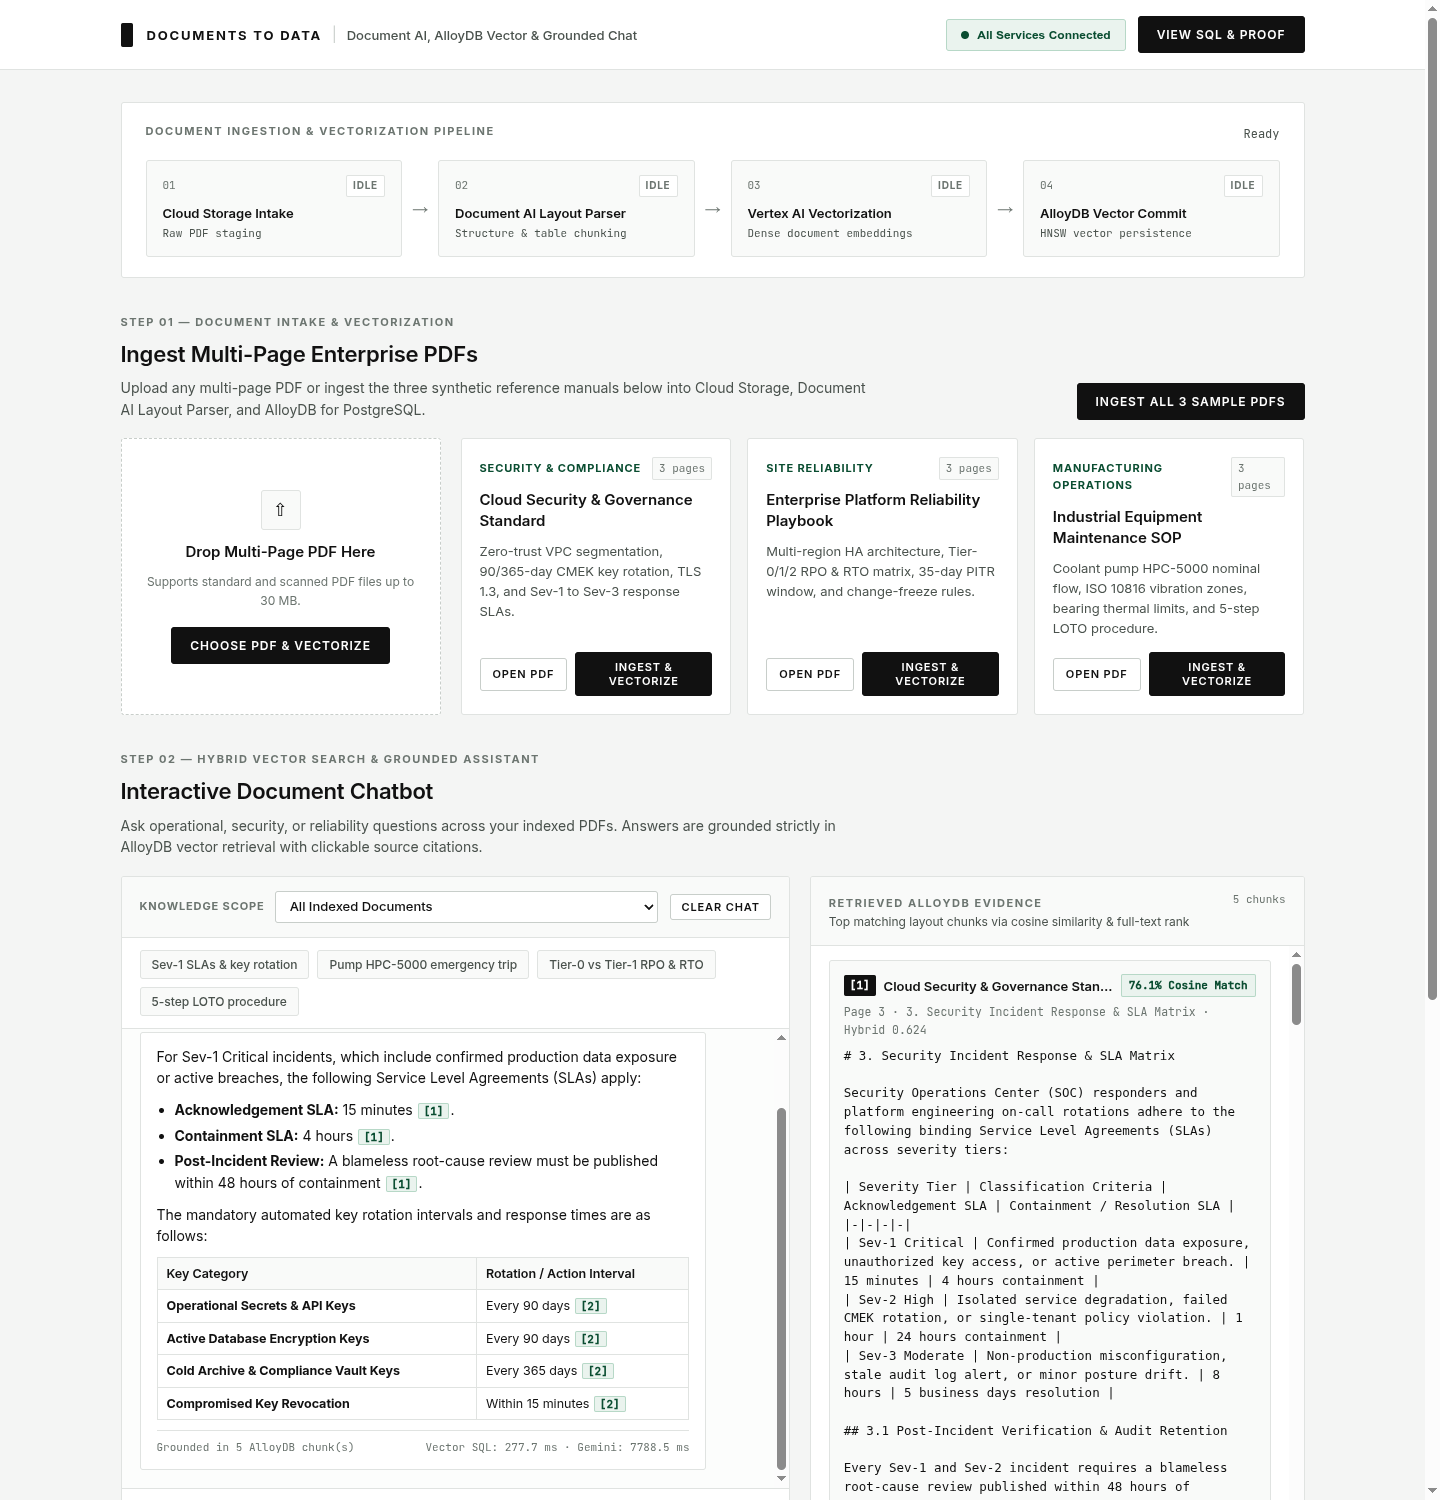 DOCUMENTS TO DATA
Document AI, AlloyDB Vector & Grounded Chat
All Services Connected
VIEW SQL & PROOF
DOCUMENT INGESTION & VECTORIZATION PIPELINE
Ready
01
IDLE
Cloud Storage Intake
Raw PDF staging
→
02
IDLE
Document AI Layout Parser
Structure & table chunking
→
03
IDLE
Vertex AI Vectorization
Dense document embeddings
→
04
IDLE
AlloyDB Vector Commit
HNSW vector persistence
STEP 01 — DOCUMENT INTAKE & VECTORIZATION
Ingest Multi-Page Enterprise PDFs
Upload any multi-page PDF or ingest the three synthetic reference manuals below into Cloud Storage, Document
AI Layout Parser, and AlloyDB for PostgreSQL.
INGEST ALL 3 SAMPLE PDFS
⇧
Drop Multi-Page PDF Here
Supports standard and scanned PDF files up to
30 MB.
CHOOSE PDF & VECTORIZE
SECURITY & COMPLIANCE
3 pages
Cloud Security & Governance
Standard
Zero-trust VPC segmentation,
90/365-day CMEK key rotation, TLS
1.3, and Sev-1 to Sev-3 response
SLAs.
OPEN PDF
INGEST &
VECTORIZE
SITE RELIABILITY
3 pages
Enterprise Platform Reliability
Playbook
Multi-region HA architecture, Tier-
0/1/2 RPO & RTO matrix, 35-day PITR
window, and change-freeze rules.
OPEN PDF
INGEST &
VECTORIZE
MANUFACTURING
OPERATIONS
3
pages
Industrial Equipment
Maintenance SOP
Coolant pump HPC-5000 nominal
flow, ISO 10816 vibration zones,
bearing thermal limits, and 5-step
LOTO procedure.
OPEN PDF
INGEST &
VECTORIZE
STEP 02 — HYBRID VECTOR SEARCH & GROUNDED ASSISTANT
Interactive Document Chatbot
Ask operational, security, or reliability questions across your indexed PDFs. Answers are grounded strictly in
AlloyDB vector retrieval with clickable source citations.
KNOWLEDGE SCOPE
All Indexed Documents
CLEAR CHAT
Sev-1 SLAs & key rotation
Pump HPC-5000 emergency trip
Tier-0 vs Tier-1 RPO & RTO
5-step LOTO procedure
For Sev-1 Critical incidents, which include confirmed production data exposure
or active breaches, the following Service Level Agreements (SLAs) apply:
• Acknowledgement SLA: 15 minutes [1].
• Containment SLA: 4 hours [1].
• Post-Incident Review: A blameless root-cause review must be published
within 48 hours of containment [1].
The mandatory automated key rotation intervals and response times are as
follows:
Key Category
Rotation / Action Interval
Operational Secrets & API Keys
Every 90 days [2]
Active Database Encryption Keys
Every 90 days [2]
Cold Archive & Compliance Vault Keys
Every 365 days [2]
Compromised Key Revocation
Within 15 minutes [2]
Grounded in 5 AlloyDB chunk(s)
Vector SQL: 277.7 ms · Gemini: 7788.5 ms
RETRIEVED ALLOYDB EVIDENCE
5 chunks
Top matching layout chunks via cosine similarity & full-text rank
[1]
Cloud Security & Governance Stan...
76.1% Cosine Match
Page 3 · 3. Security Incident Response & SLA Matrix ·
Hybrid 0.624
# 3. Security Incident Response & SLA Matrix
Security Operations Center (SOC) responders and
platform engineering on-call rotations adhere to the
following binding Service Level Agreements (SLAs)
across severity tiers:
| Severity Tier | Classification Criteria |
Acknowledgement SLA | Containment / Resolution SLA |
|-|-|-|-|
| Sev-1 Critical | Confirmed production data exposure,
unauthorized key access, or active perimeter breach. |
15 minutes | 4 hours containment |
| Sev-2 High | Isolated service degradation, failed
CMEK rotation, or single-tenant policy violation. | 1
hour | 24 hours containment |
| Sev-3 Moderate | Non-production misconfiguration,
stale audit log alert, or minor posture drift. | 8
hours | 5 business days resolution |
## 3.1 Post-Incident Verification & Audit Retention
Every Sev-1 and Sev-2 incident requires a blameless
root-cause review published within 48 hours of